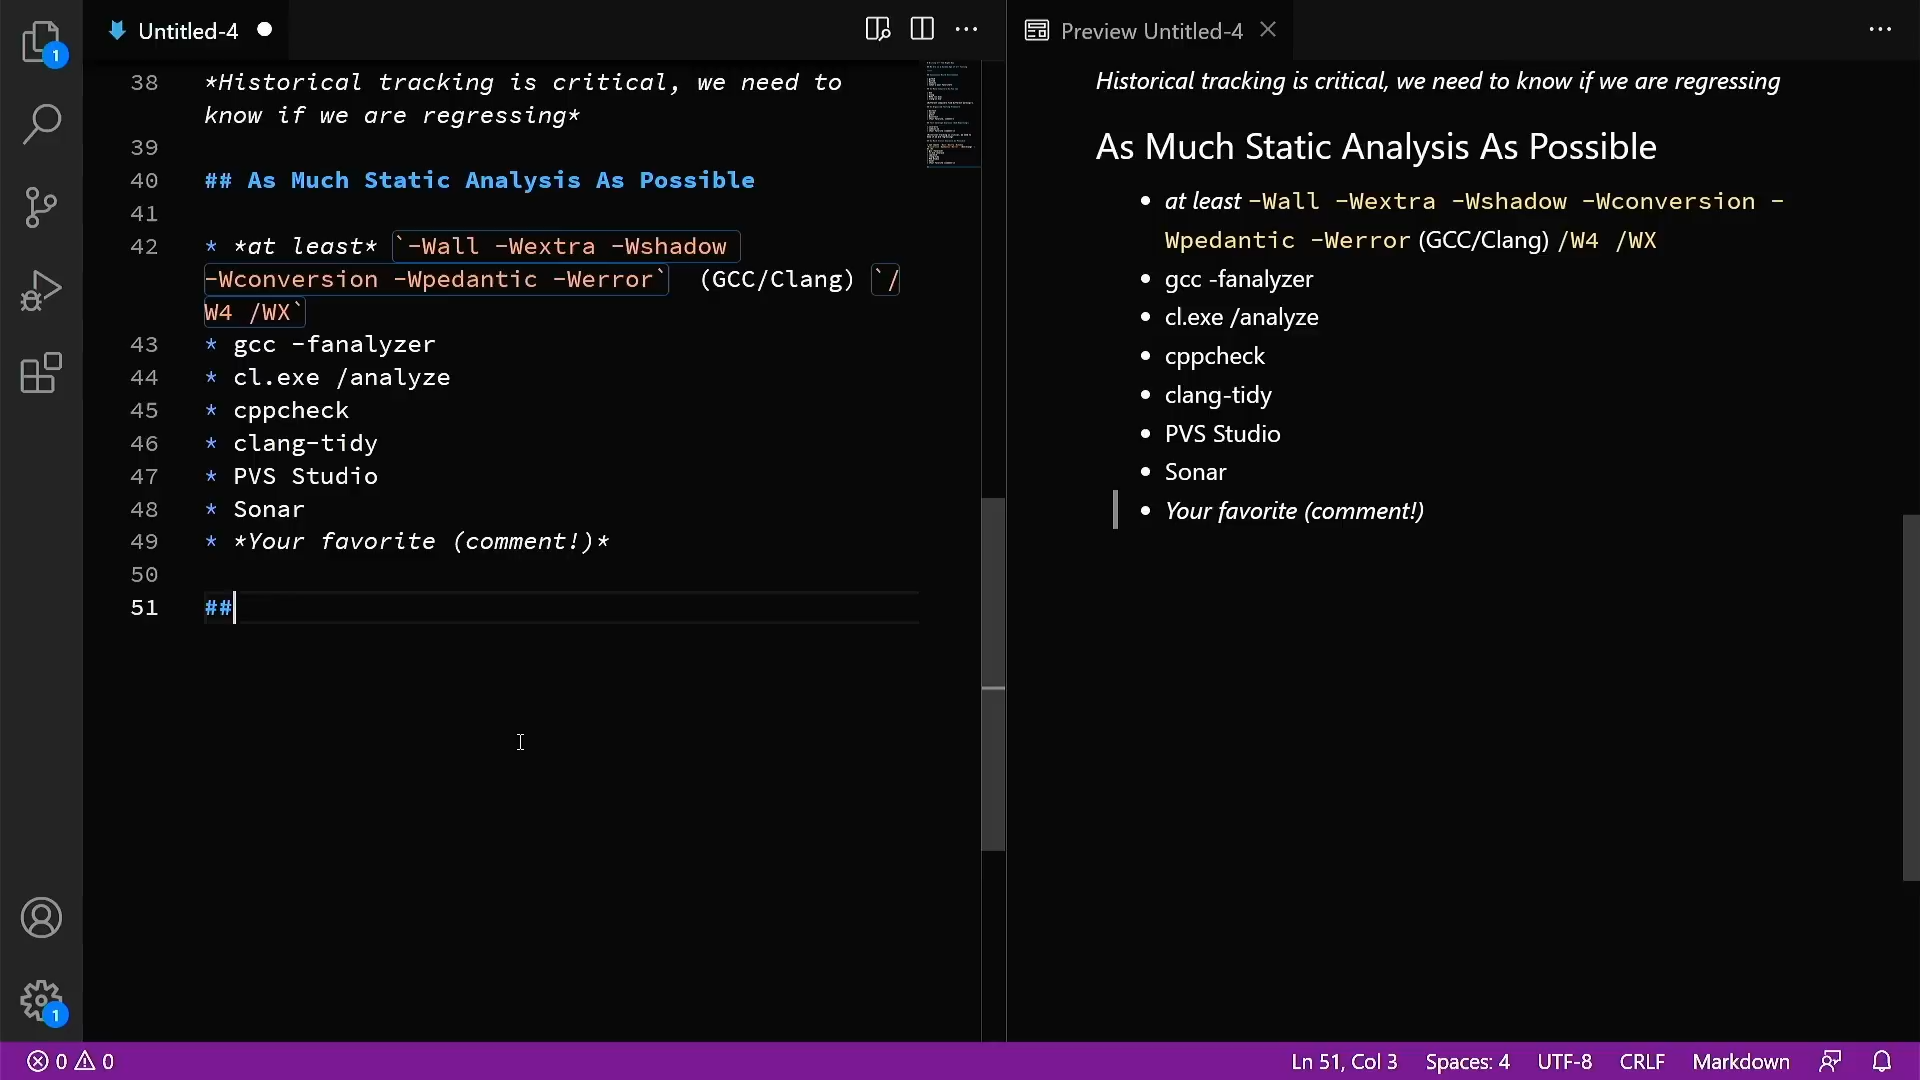 1
Untitled-4
Preview Untitled-4
38 *Historical tracking is critical, we need to
know if we are regressing*
39
40 ## As Much Static Analysis As Possible
41
42 * *at least* `-Wall -Wextra -Wshadow
-Wconversion -Wpedantic -Werror` (GCC/Clang) `/
W4 /WX`
43 * gcc -fanalyzer
44 * cl.exe /analyze
45 * cppcheck
46 * clang-tidy
47 * PVS Studio
48 * Sonar
49 * *Your favorite (comment!)*
50
51 ##
Historical tracking is critical, we need to know if we are regressing
As Much Static Analysis As Possible
• at least -Wall -Wextra -Wshadow -Wconversion -
Wpedantic -Werror (GCC/Clang) /W4 /WX
• gcc -fanalyzer
• cl.exe /analyze
• cppcheck
• clang-tidy
• PVS Studio
• Sonar
• Your favorite (comment!)
1
0 0
Ln 51, Col 3 Spaces: 4 UTF-8 CRLF Markdown